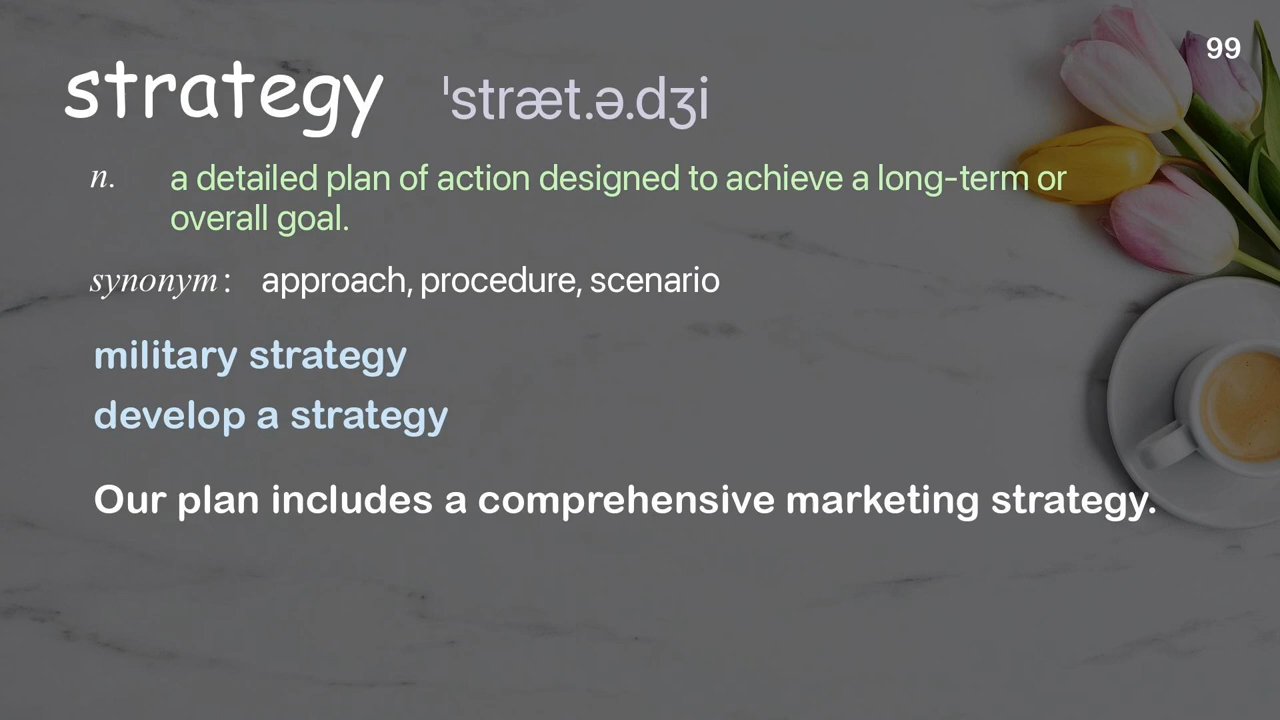 99
strategy ˈstræt.ə.dʒi
n. a detailed plan of action designed to achieve a long-term or
overall goal.
synonym: approach, procedure, scenario
military strategy
develop a strategy
Our plan includes a comprehensive marketing strategy.